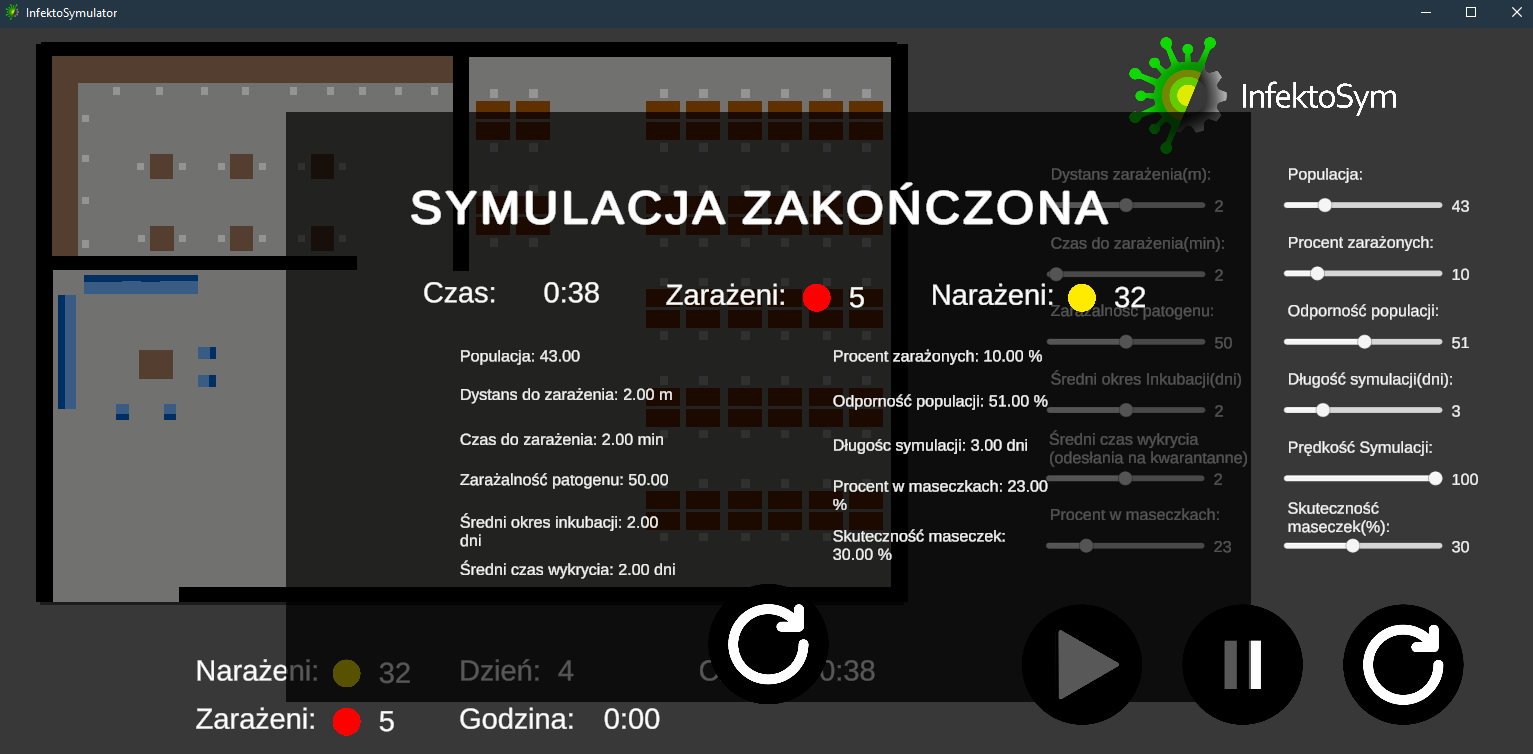 InfektoSymulator
InfektoSym
SYMULACJA ZAKOŃCZONA
Czas: 0:38
Zarażeni: 5
Narażeni: 32
Populacja: 43.00
Dystans do zarażenia: 2.00 m
Czas do zarażenia: 2.00 min
Zarażalność patogenu: 50.00
Średni okres inkubacji: 2.00
dni
Średni czas wykrycia: 2.00 dni
Procent zarażonych: 10.00 %
Odporność populacji: 51.00 %
Długośc symulacji: 3.00 dni
Procent w maseczkach: 23.00
%
Skuteczność maseczek:
30.00 %
Dystans zarażenia(m):
2
Czas do zarażenia(min):
2
Zarażalność patogenu:
50
Średni okres Inkubacji(dni)
2
Średni czas wykrycia
(odesłania na kwarantanne)
2
Procent w maseczkach:
23
Populacja:
43
Procent zarażonych:
10
Odporność populacji:
51
Długość symulacji(dni):
3
Prędkość Symulacji:
100
Skuteczność
maseczek(%):
30
Narażeni: 32
Dzień: 4
0:38
Zarażeni: 5
Godzina: 0:00